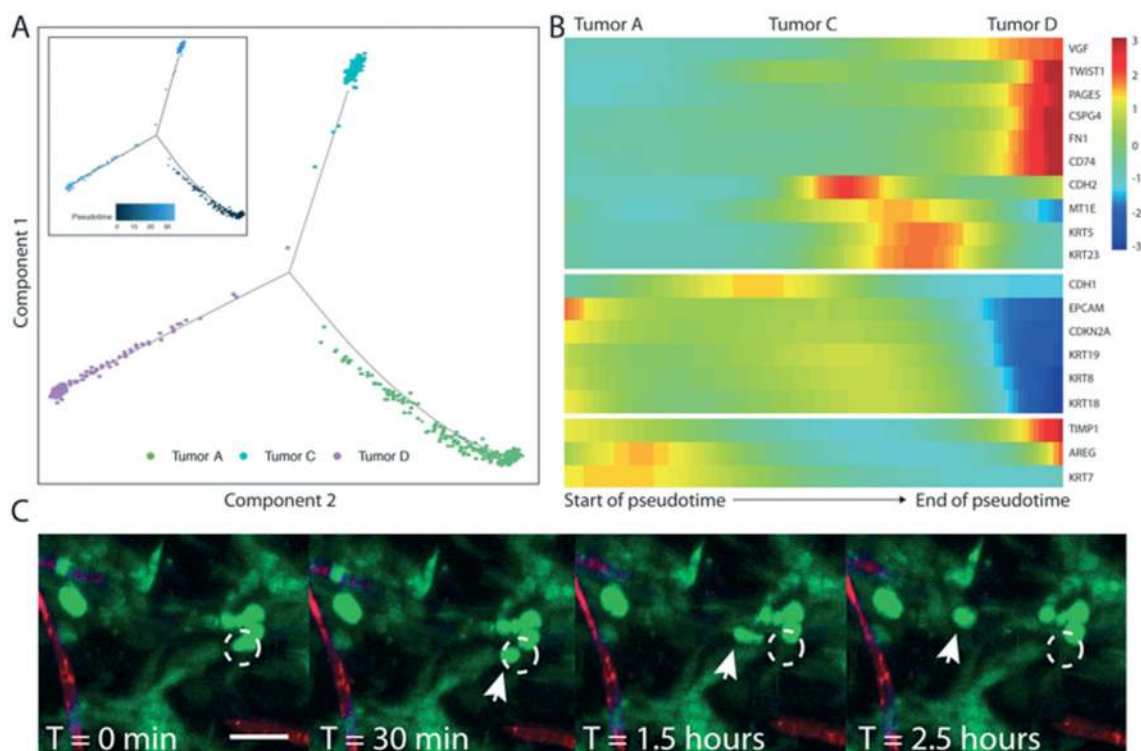 A
Pseudotime
0 10 20 30
Component 1
Tumor A Tumor C Tumor D
Component 2
B
Tumor A Tumor C Tumor D
VGF
TWIST1
PAGE5
CSPG4
FN1
CD74
CDH2
MT1E
KRT5
KRT23
CDH1
EPCAM
CDKN2A
KRT19
KRT8
KRT18
TIMP1
AREG
KRT7
3
2
1
0
-1
-2
-3
Start of pseudotime End of pseudotime
C
T = 0 min
T = 30 min
T = 1.5 hours
T = 2.5 hours